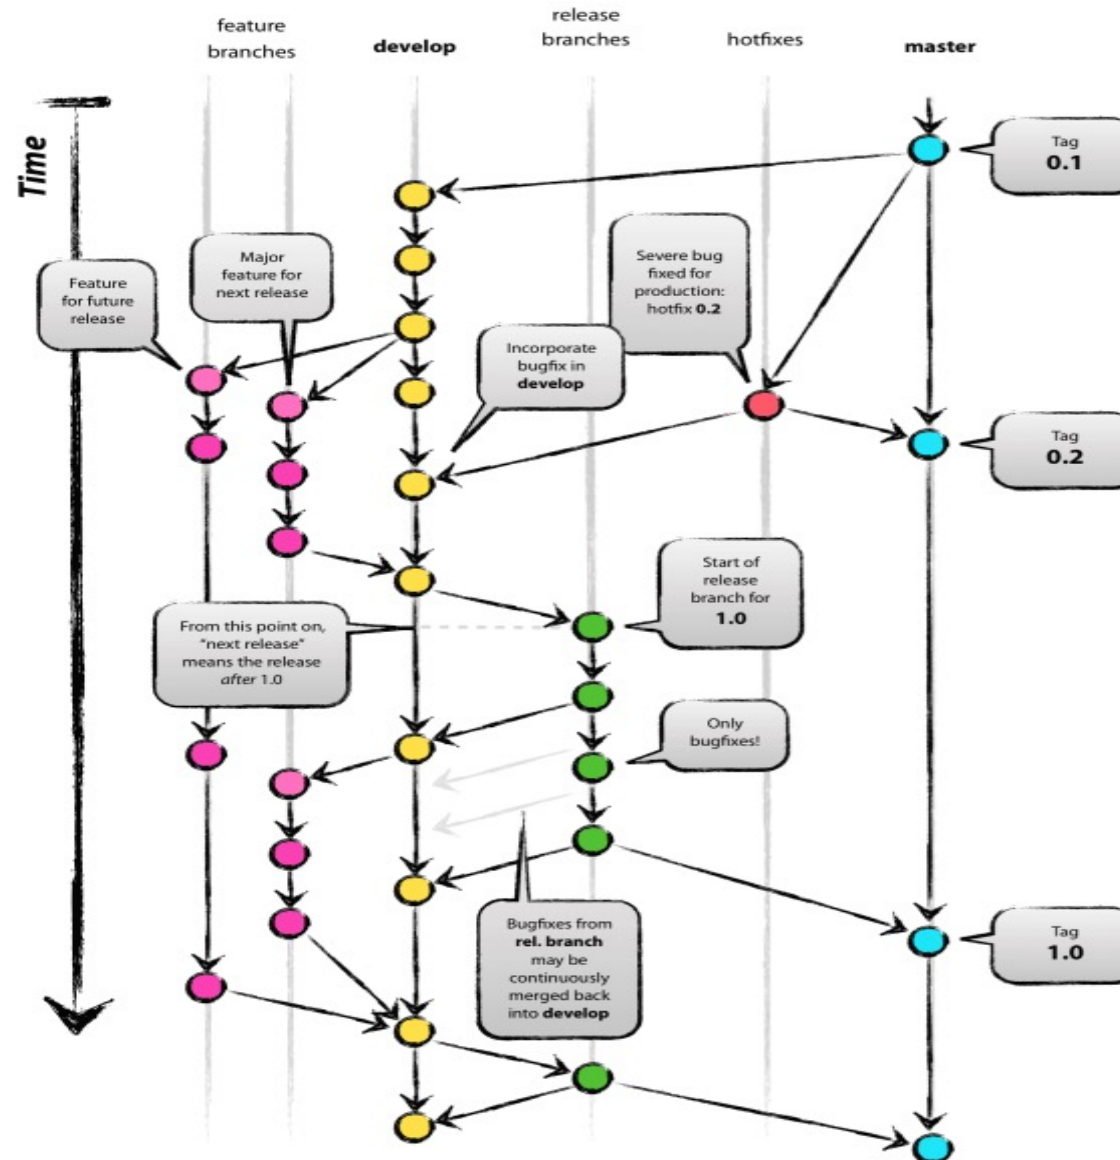 feature
branches
develop
release
branches
hotfixes
master
Time
Tag
0.1
Major
feature for
next release
Feature
for future
release
Severe bug
fixed for
production:
hotfix 0.2
Incorporate
bugfix in
develop
Tag
0.2
Start of
release
branch for
1.0
From this point on,
“next release”
means the release
after 1.0
Only
bugfixes!
Bugfixes from
rel. branch
may be
continuously
merged back
into develop
Tag
1.0